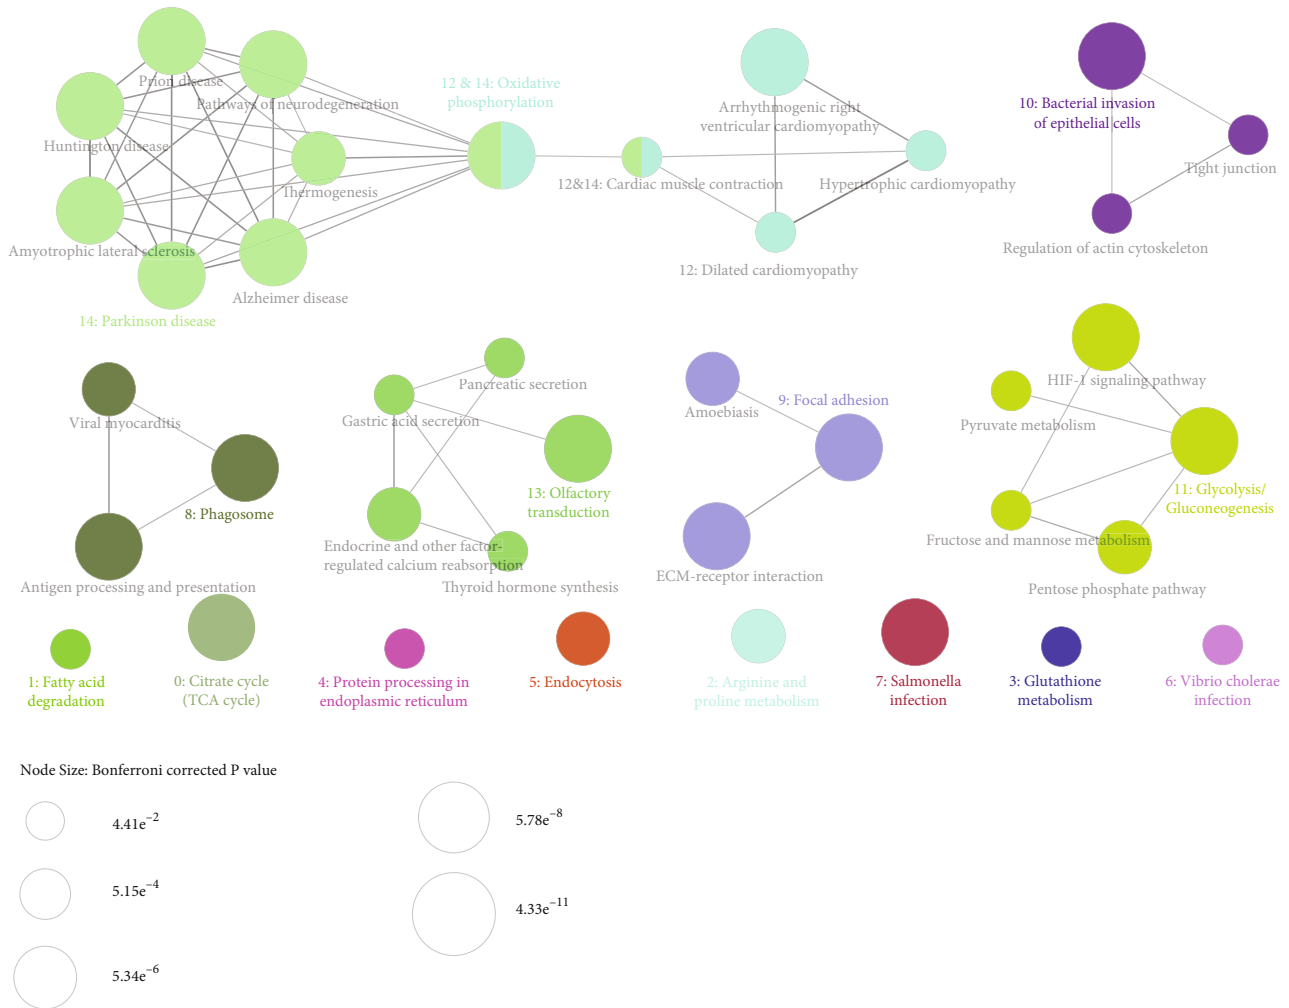 Prion disease
Pathways of neurodegeneration
Huntington disease
Thermogenesis
Amyotrophic lateral sclerosis
Alzheimer disease
14: Parkinson disease
12 & 14: Oxidative
phosphorylation
12&14: Cardiac muscle contraction
Arrhythmogenic right
ventricular cardiomyopathy
Hypertrophic cardiomyopathy
12: Dilated cardiomyopathy
10: Bacterial invasion
of epithelial cells
Tight junction
Regulation of actin cytoskeleton
Viral myocarditis
8: Phagosome
Antigen processing and presentation
Pancreatic secretion
Gastric acid secretion
13: Olfactory
transduction
Endocrine and other factor-
regulated calcium reabsorption
Thyroid hormone synthesis
Amoebiasis
9: Focal adhesion
ECM-receptor interaction
HIF-1 signaling pathway
Pyruvate metabolism
11: Glycolysis/
Gluconeogenesis
Fructose and mannose metabolism
Pentose phosphate pathway
1: Fatty acid
degradation
0: Citrate cycle
(TCA cycle)
4: Protein processing in
endoplasmic reticulum
5: Endocytosis
2: Arginine and
proline metabolism
7: Salmonella
infection
3: Glutathione
metabolism
6: Vibrio cholerae
infection
Node Size: Bonferroni corrected P value
4.41e–2
5.15e–4
5.34e–6
5.78e–8
4.33e–11